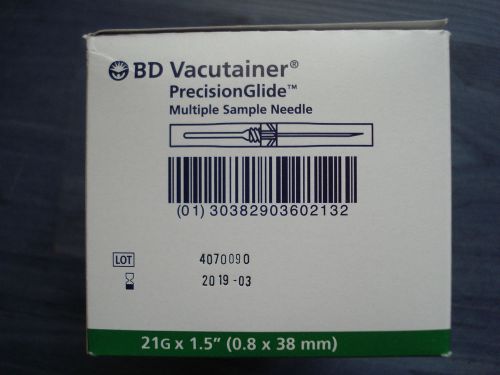 BD Vacutainer®
PrecisionGlide™
Multiple Sample Needle
(01) 30382903602132
LOT 4070090
2019-03
21G x 1.5” (0.8 x 38 mm)